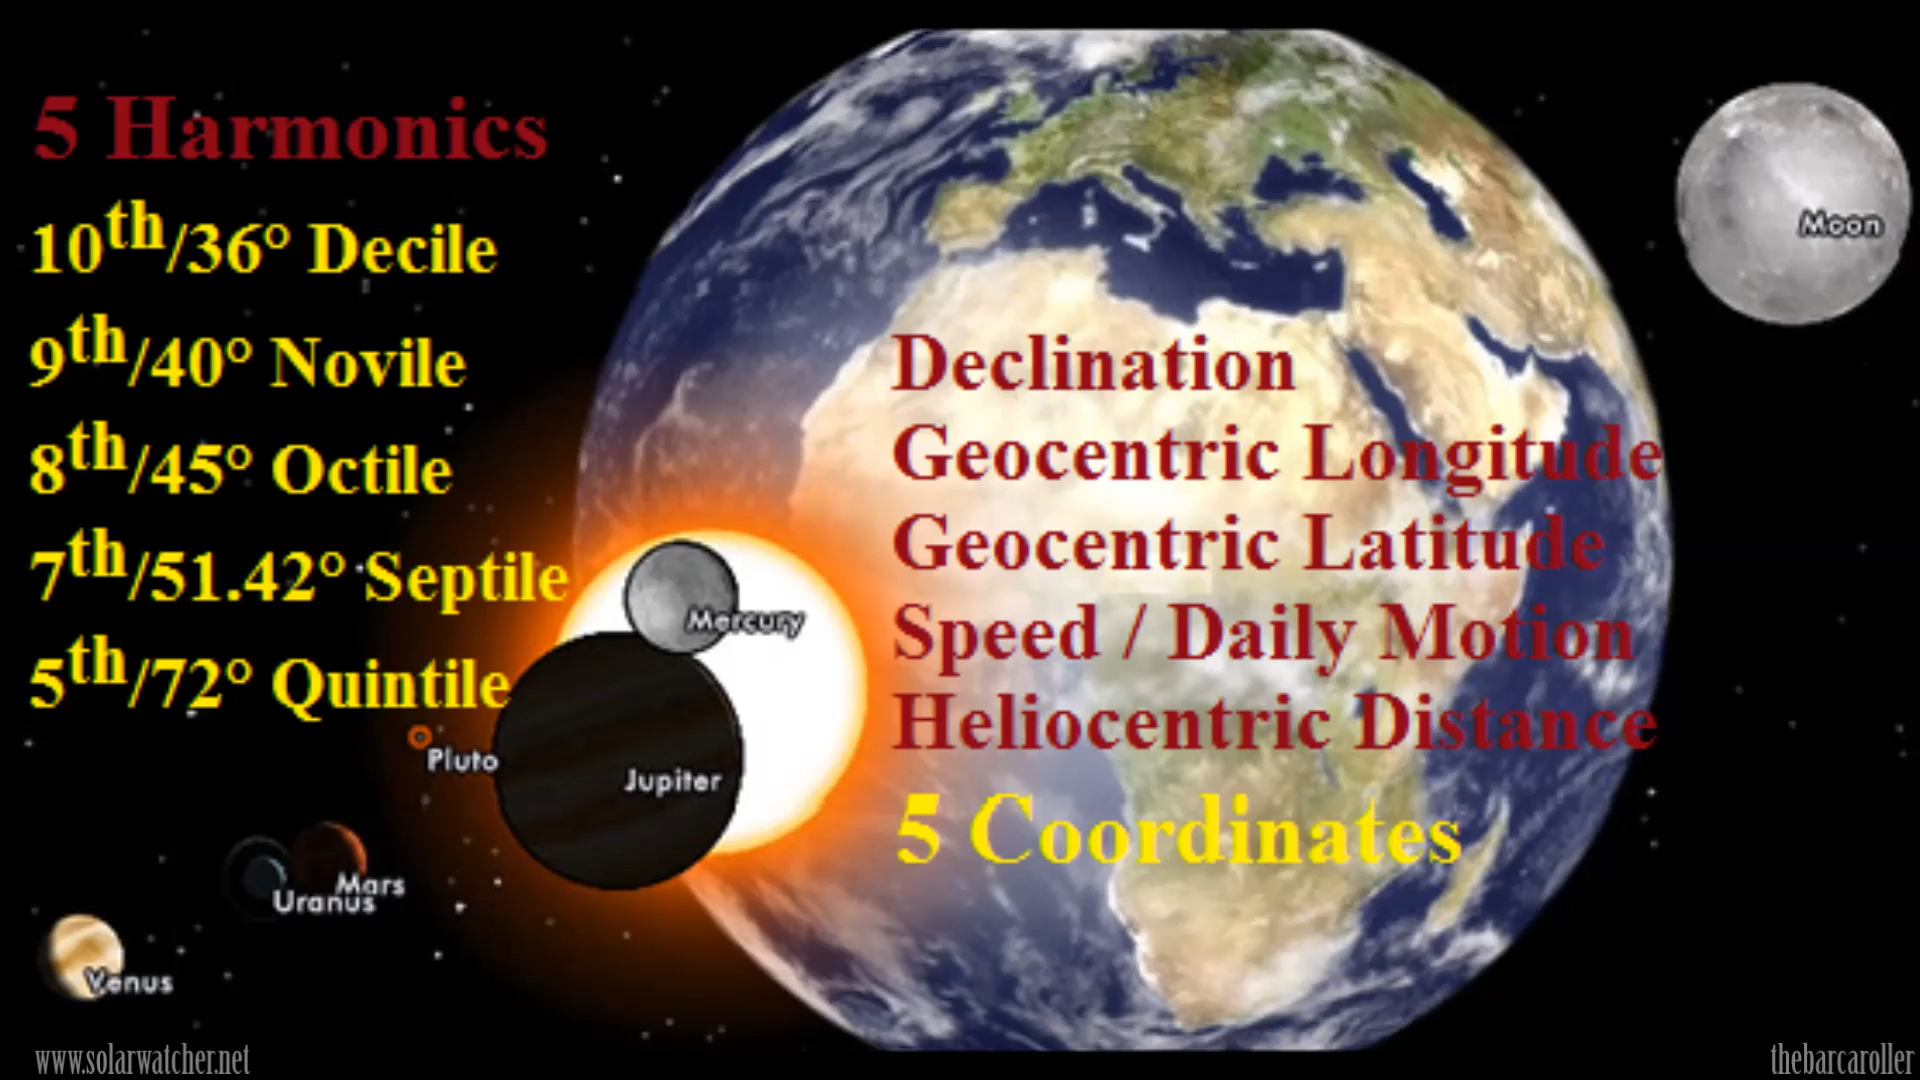 5 Harmonics
10th/36° Decile
9th/40° Novile
8th/45° Octile
7th/51.42° Septile
5th/72° Quintile
Declination
Geocentric Longitude
Geocentric Latitude
Speed / Daily Motion
Heliocentric Distance
5 Coordinates
Moon
Mercury
Pluto
Jupiter
Mars
Uranus
Venus
www.solarwatcher.net
thebarcaroller